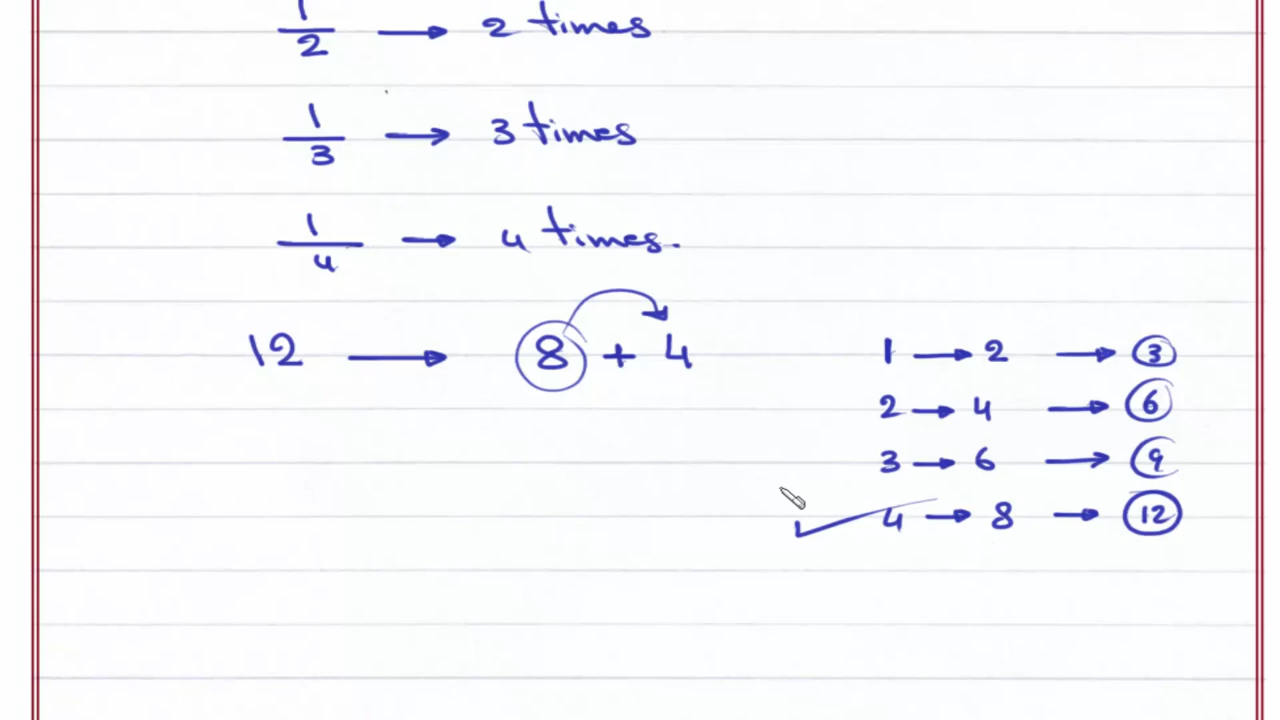 1/2 → 2 times
1/3 → 3 times
1/4 → 4 times.
12 → 8 + 4
1 → 2 → 3
2 → 4 → 6
3 → 6 → 9
4 → 8 → 12